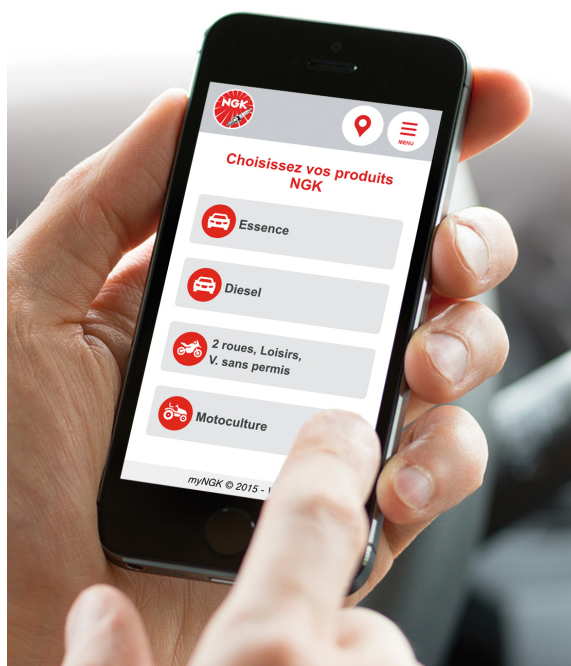 NGK
MENU
Choisissez vos produits
NGK
Essence
Diesel
2 roues, Loisirs,
V. sans permis
Motoculture
myNGK © 2015 -